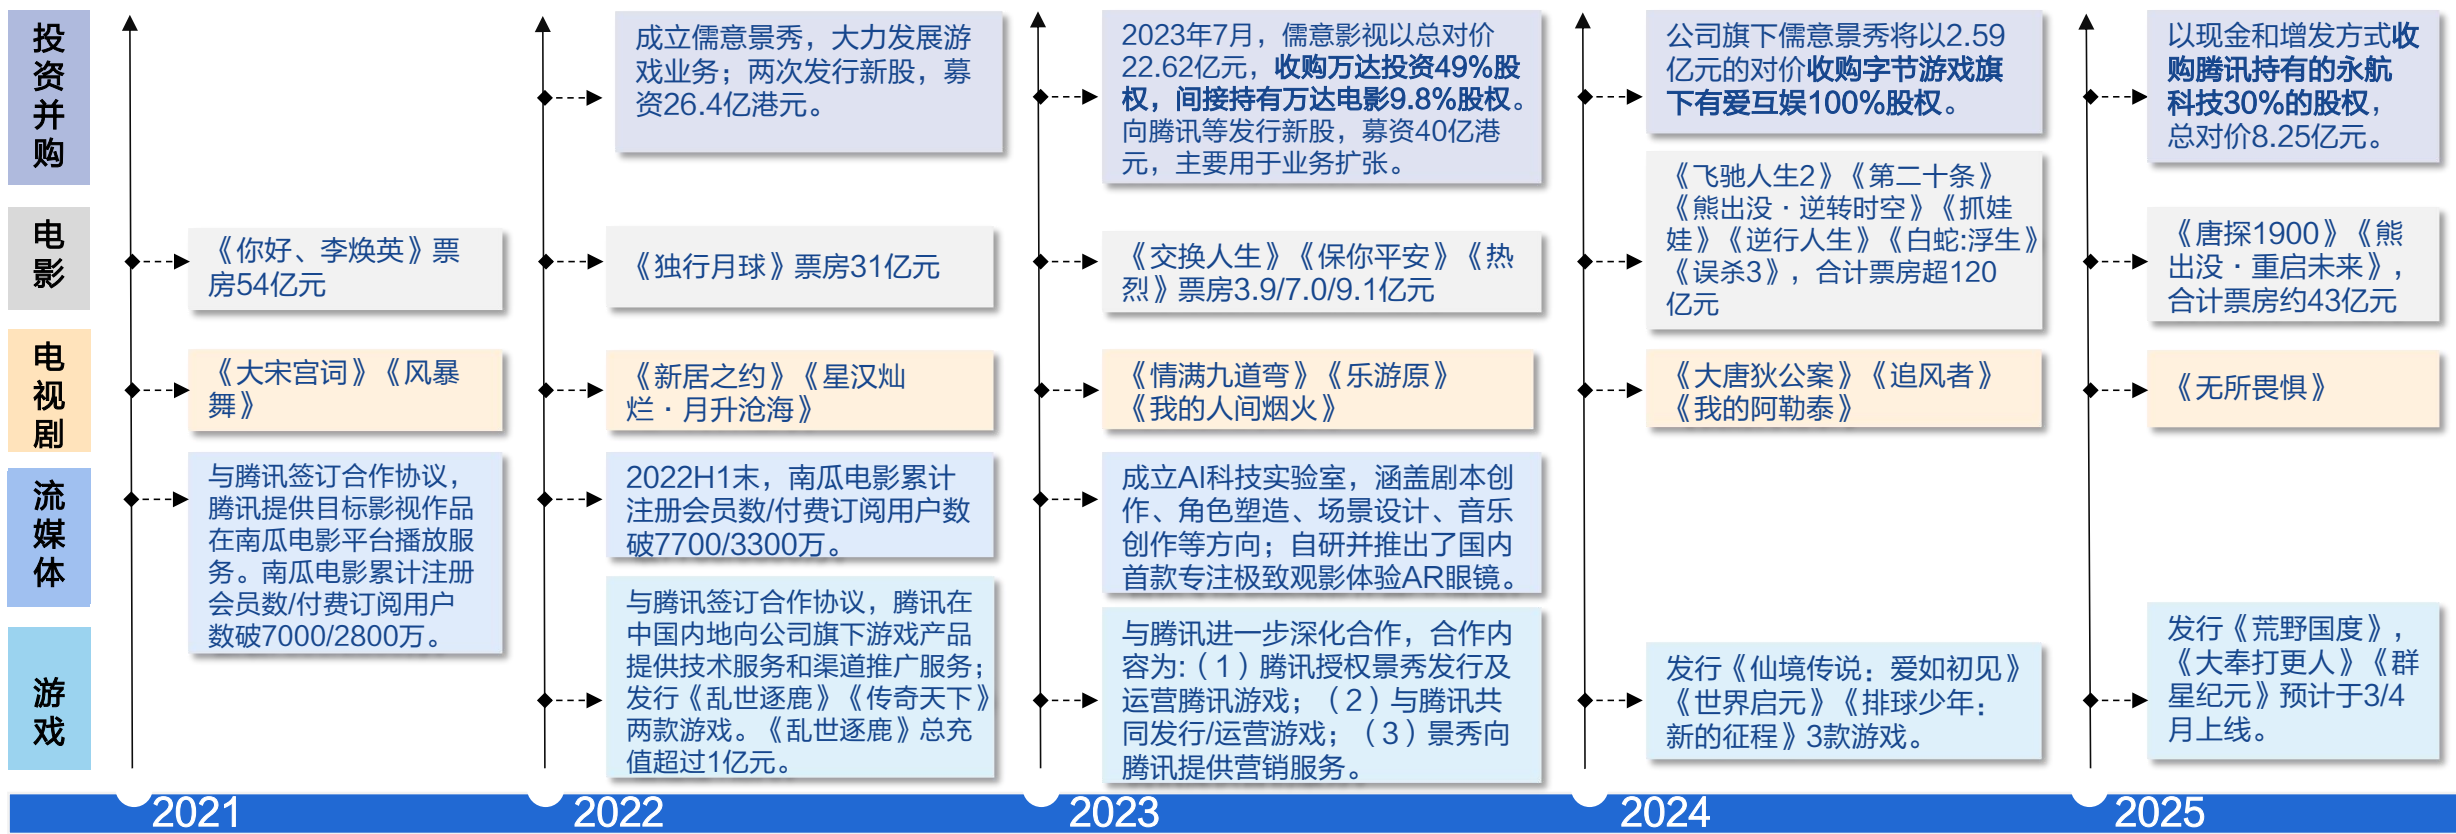 投资并购
成立儒意景秀，大力发展游
戏业务；两次发行新股，募
资26.4亿港元。
2023年7月，儒意影视以总对价
22.62亿元，收购万达投资49%股
权，间接持有万达电影9.8%股权。
向腾讯等发行新股，募资40亿港
元，主要用于业务扩张。
公司旗下儒意景秀将以2.59
亿元的对价收购字节游戏旗
下有爱互娱100%股权。
以现金和增发方式收
购腾讯持有的永航
科技30%的股权，
总对价8.25亿元。
电影
《你好、李焕英》票
房54亿元
《独行月球》票房31亿元
《交换人生》《保你平安》《热
烈》票房3.9/7.0/9.1亿元
《飞驰人生2》《第二十条》
《熊出没·逆转时空》《抓娃
娃》《逆行人生》《白蛇:浮生》
《误杀3》，合计票房超120
亿元
《唐探1900》《熊
出没·重启未来》，
合计票房约43亿元
电视剧
《大宋宫词》《风暴
舞》
《新居之约》《星汉灿
烂·月升沧海》
《情满九道弯》《乐游原》
《我的人间烟火》
《大唐狄公案》《追风者》
《我的阿勒泰》
《无所畏惧》
流媒体
与腾讯签订合作协议，
腾讯提供目标影视作品
在南瓜电影平台播放服
务。南瓜电影累计注册
会员数/付费订阅用户
数破7000/2800万。
2022H1末，南瓜电影累计
注册会员数/付费订阅用户数
破7700/3300万。
成立AI科技实验室，涵盖剧本创
作、角色塑造、场景设计、音乐
创作等方向；自研并推出了国内
首款专注极致观影体验AR眼镜。
游戏
与腾讯签订合作协议，腾讯在
中国内地向公司旗下游戏产品
提供技术服务和渠道推广服务；
发行《乱世逐鹿》《传奇天下》
两款游戏。《乱世逐鹿》总充
值超过1亿元。
与腾讯进一步深化合作，合作内
容为:（1）腾讯授权景秀发行及
运营腾讯游戏；（2）与腾讯共
同发行/运营游戏；（3）景秀向
腾讯提供营销服务。
发行《仙境传说：爱如初见》
《世界启元》《排球少年：
新的征程》3款游戏。
发行《荒野国度》，
《大奉打更人》《群
星纪元》预计于3/4
月上线。
2021
2022
2023
2024
2025